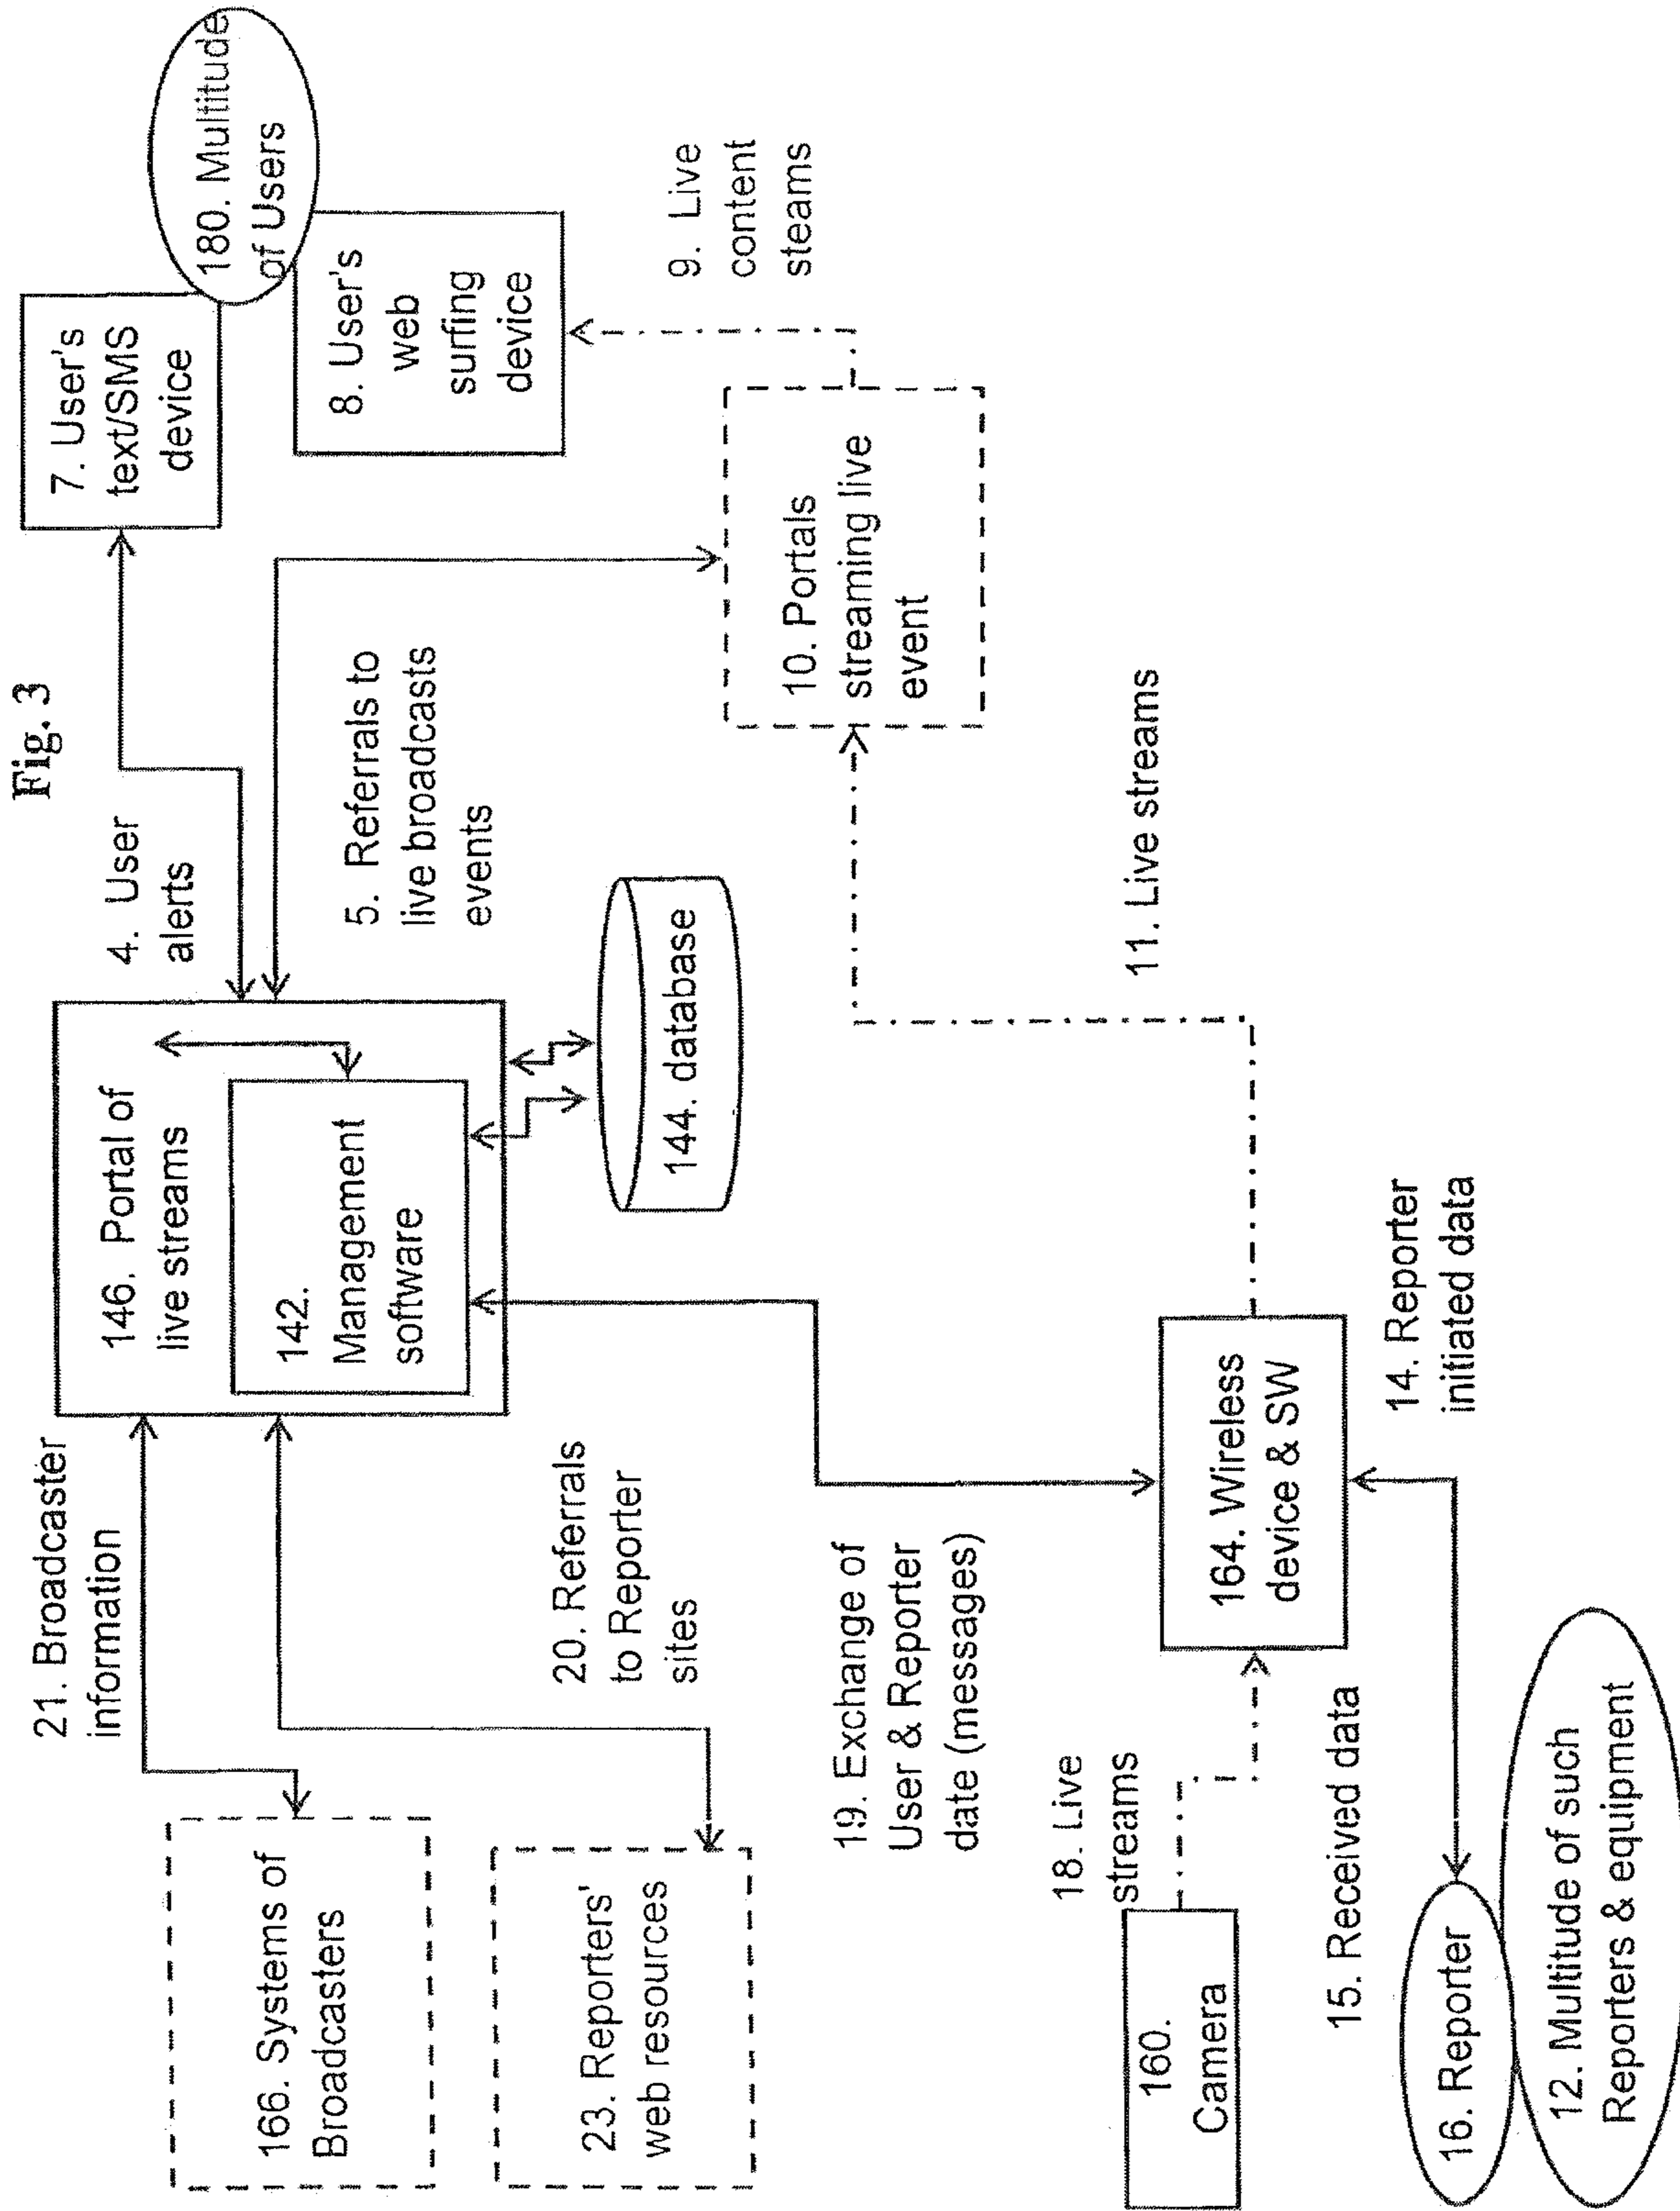 Fig. 3
166. Systems of
Broadcasters
21. Broadcaster
information
146. Portal of
live streams
142.
Management
software
4. User
alerts
7. User's
text/SMS
device
180. Multitude
of Users
8. User's
web
surfing
device
23. Reporters'
web resources
20. Referrals
to Reporter
sites
144. database
5. Referrals to
live broadcasts
events
9. Live
content
steams
10. Portals
streaming live
event
19. Exchange of
User & Reporter
date (messages)
11. Live streams
160.
Camera
18. Live
streams
164. Wireless
device & SW
15. Received data
14. Reporter
initiated data
16. Reporter
12. Multitude of such
Reporters & equipment